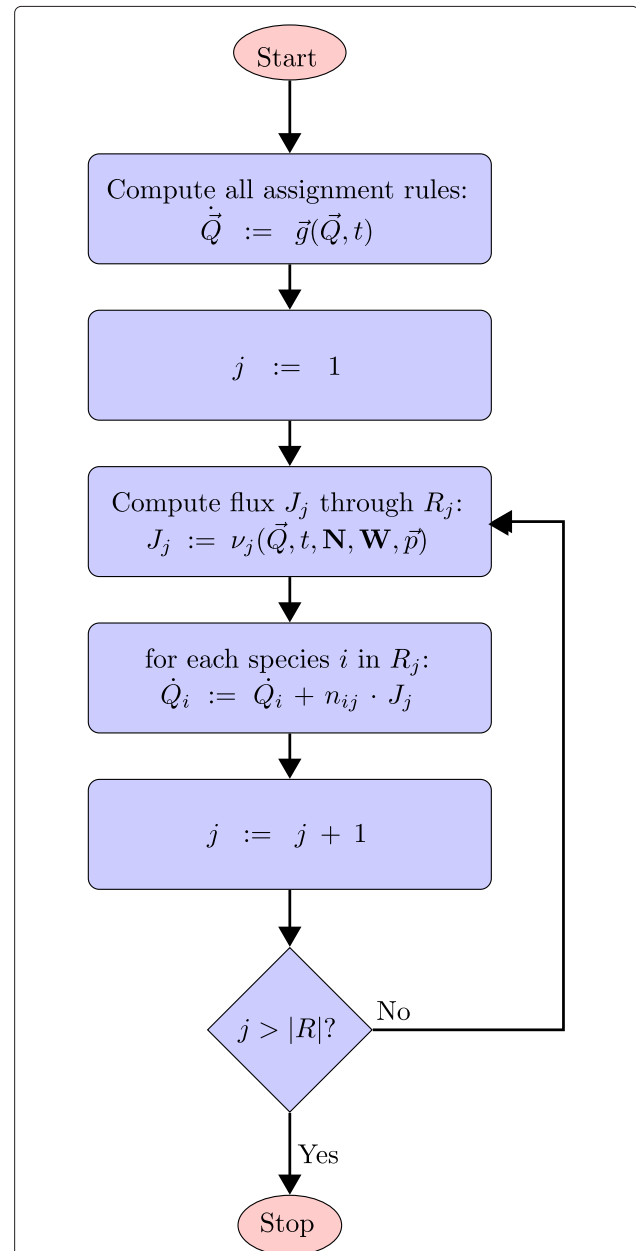 Start
Compute all assignment rules:
$\dot{\vec{Q}} := \vec{g}(\vec{Q}, t)$
$j := 1$
Compute flux $J_j$ through $R_j$:
$J_j := \nu_j(\vec{Q}, t, \mathbf{N}, \mathbf{W}, \vec{p})$
for each species $i$ in $R_j$:
$\dot{Q}_i := \dot{Q}_i + n_{ij} \cdot J_j$
$j := j + 1$
$j > |R|$?
No
Yes
Stop